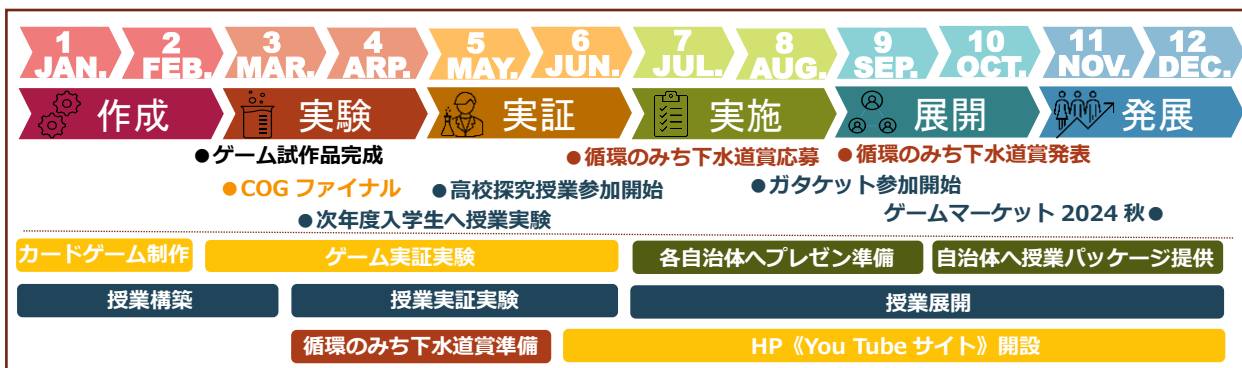 1 2 3 4 5 6 7 8 9 10 11 12
JAN. FEB. MAR. ARP. MAY. JUN. JUL. AUG. SEP. OCT. NOV. DEC.
作成 実験 実証 実施 展開 発展
●ゲーム試作品完成 ●循環のみち下水道賞応募 ●循環のみち下水道賞発表
●COG ファイナル ●高校探究授業参加開始 ●ガタケット参加開始
●次年度入学生へ授業実験 ゲームマーケット 2024 秋●
カードゲーム制作 ゲーム実証実験 各自治体へプレゼン準備 自治体へ授業パッケージ提供
授業構築 授業実証実験 授業展開
循環のみち下水道賞準備 HP《You Tube サイト》開設